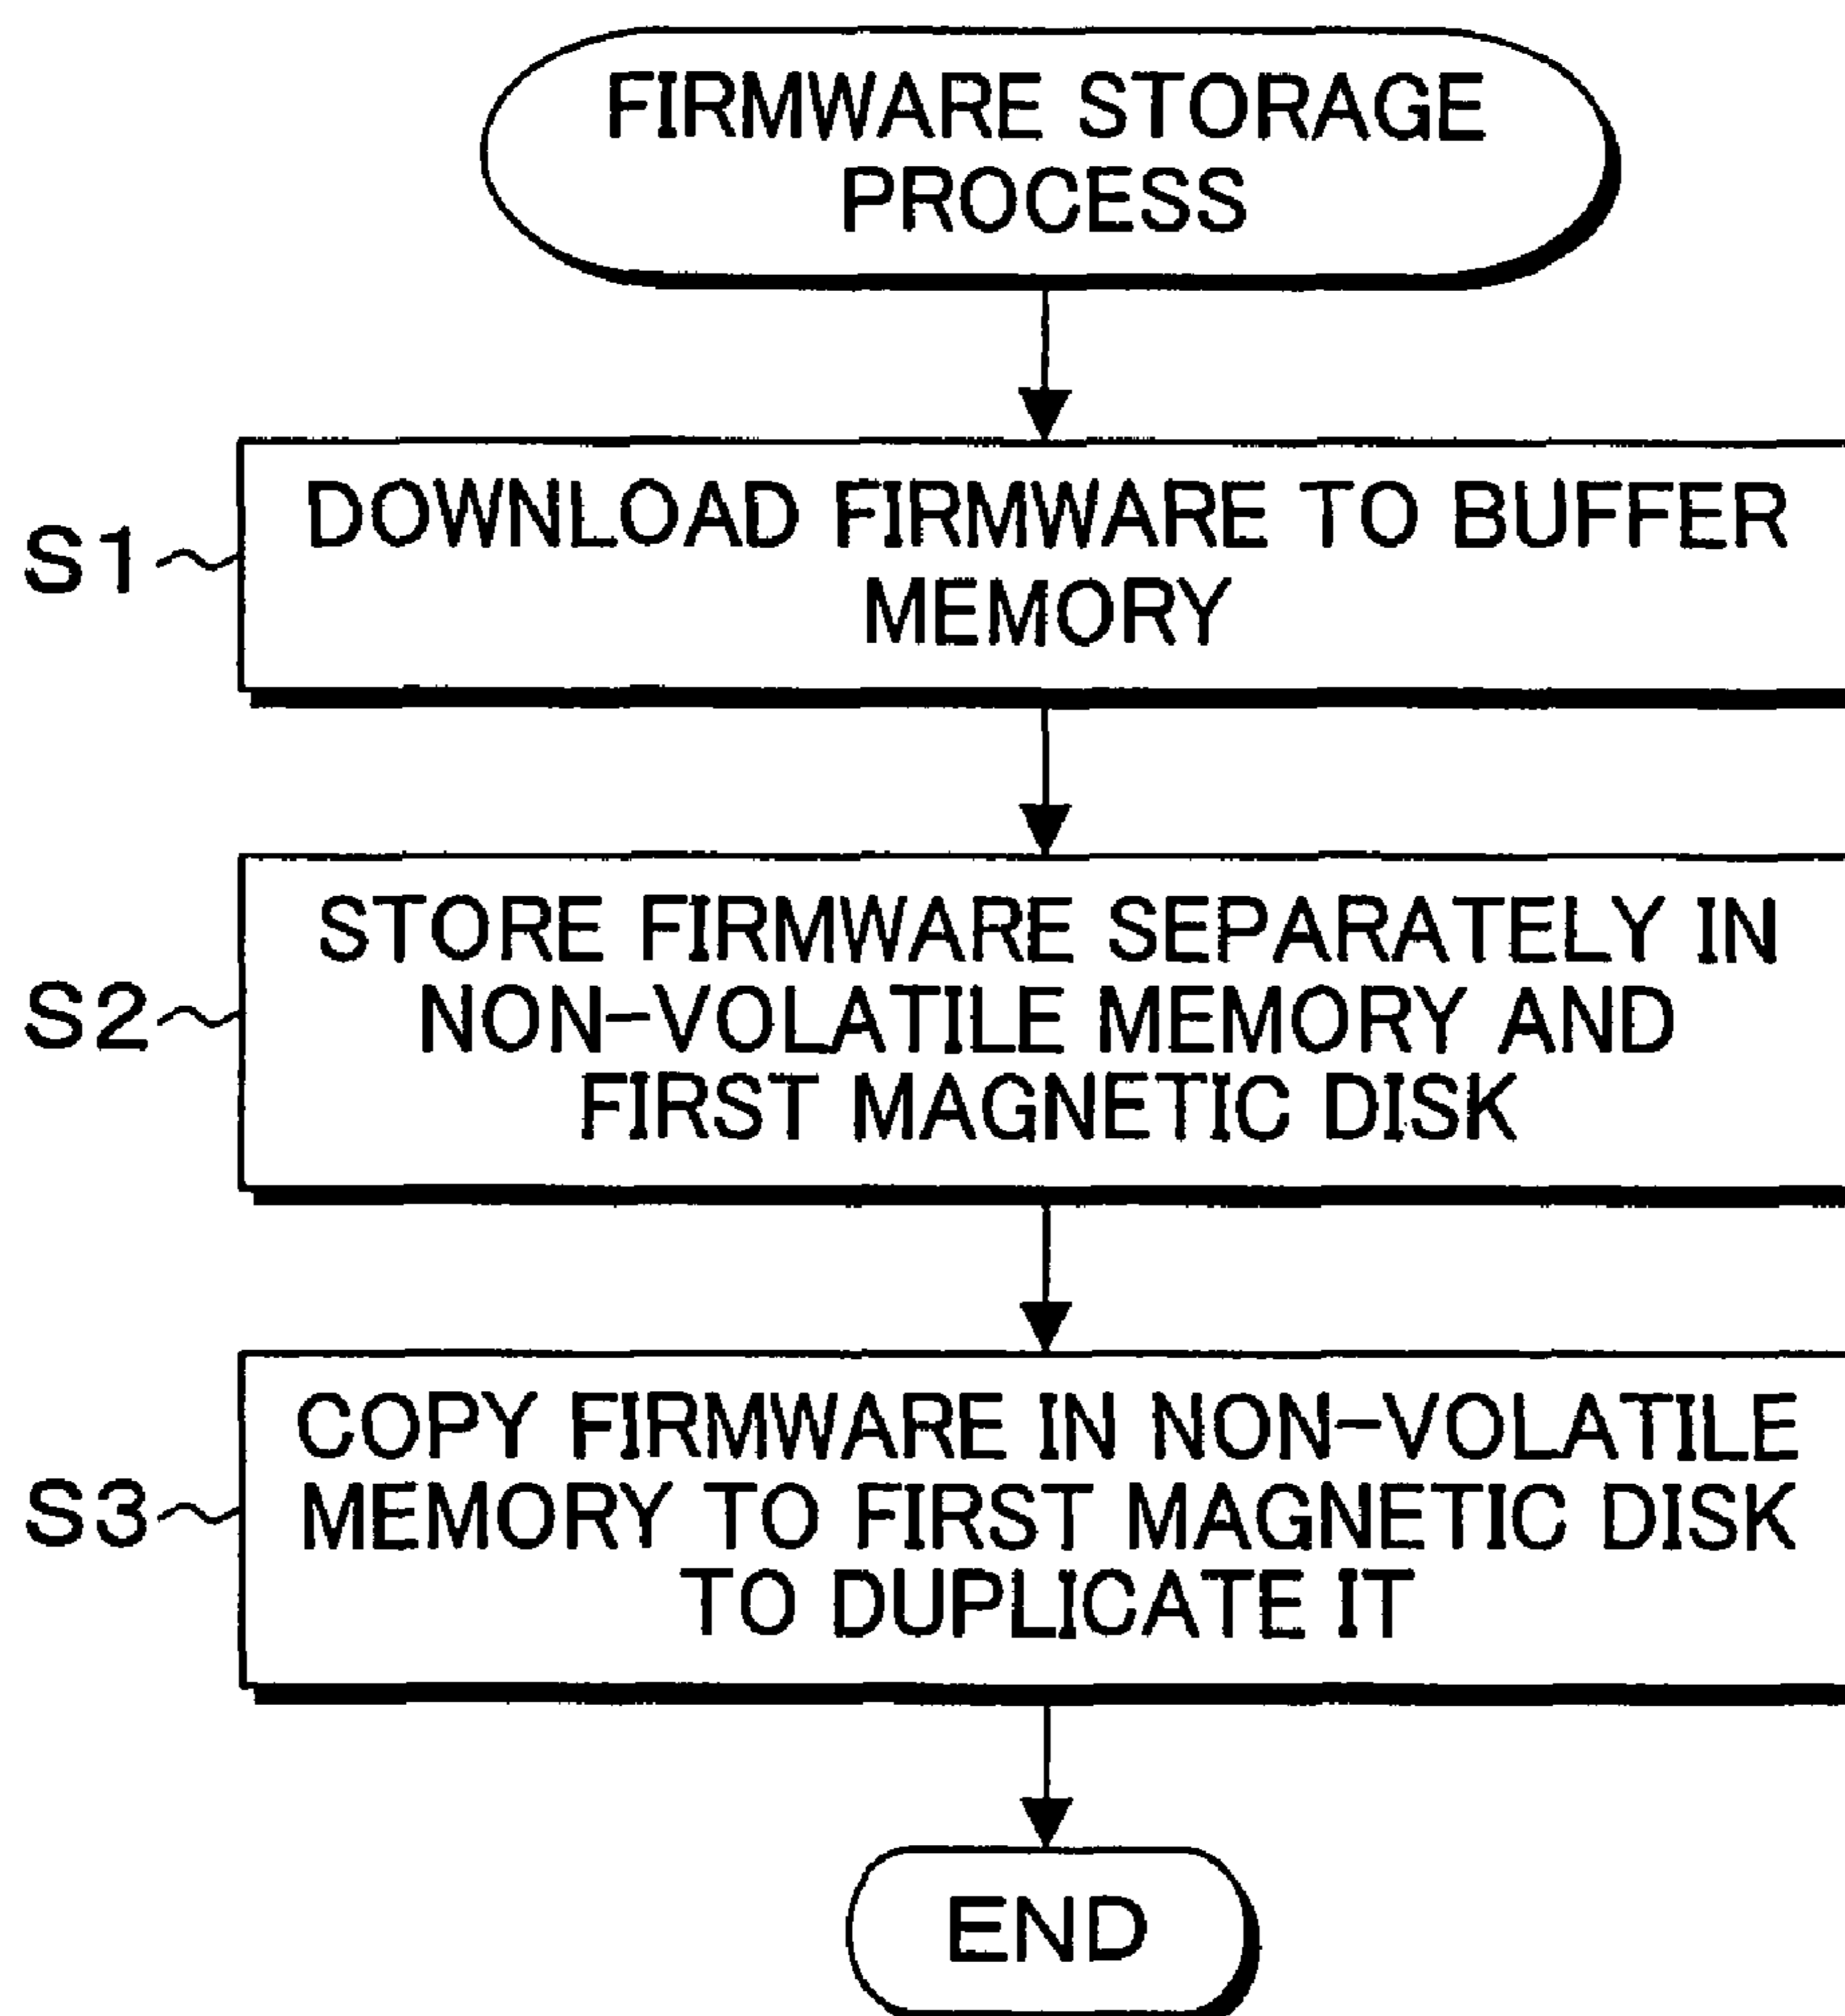 FIRMWARE STORAGE
PROCESS
S1
DOWNLOAD FIRMWARE TO BUFFER
MEMORY
S2
STORE FIRMWARE SEPARATELY IN
NON-VOLATILE MEMORY AND
FIRST MAGNETIC DISK
S3
COPY FIRMWARE IN NON-VOLATILE
MEMORY TO FIRST MAGNETIC DISK
TO DUPLICATE IT
END